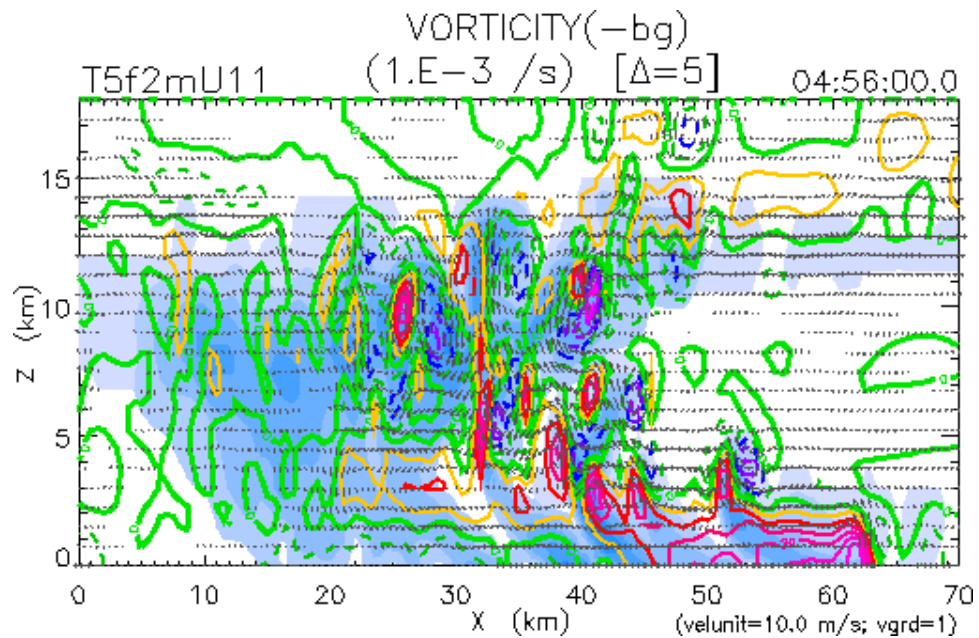 VORTICITY(-bg)
(1.E-3 /s) [Δ=5]
T5f2mU11
04:56:00.0
15
10
5
0
Z (km)
0 10 20 30 40 50 60 70
X (km)
(velunit=10.0 m/s; vgrd=1)